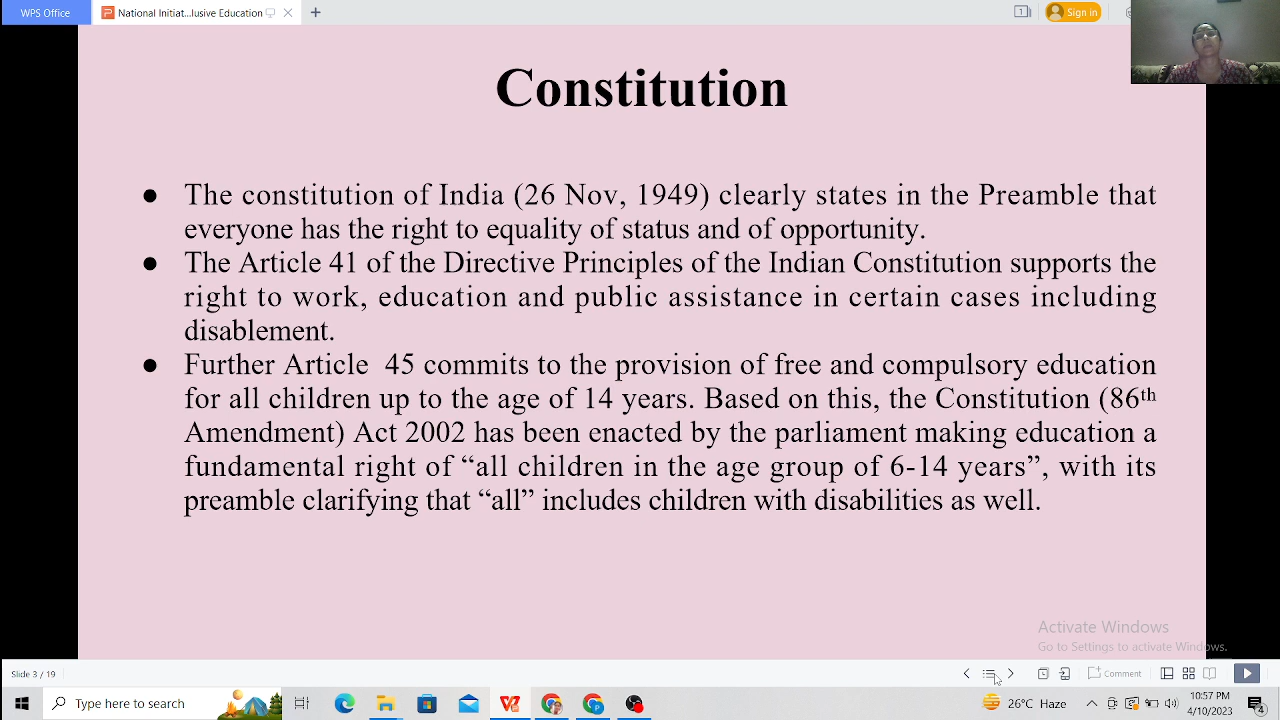 WPS Office
National Initiat...lusive Education
1
Sign in
Constitution
● The constitution of India (26 Nov, 1949) clearly states in the Preamble that
everyone has the right to equality of status and of opportunity.
● The Article 41 of the Directive Principles of the Indian Constitution supports the
right to work, education and public assistance in certain cases including
disablement.
● Further Article 45 commits to the provision of free and compulsory education
for all children up to the age of 14 years. Based on this, the Constitution (86th
Amendment) Act 2002 has been enacted by the parliament making education a
fundamental right of “all children in the age group of 6-14 years”, with its
preamble clarifying that “all” includes children with disabilities as well.
Activate Windows
Go to Settings to activate Windows.
Slide 3 / 19
Comment
Type here to search
26°C Haze
10:57 PM
4/10/2023
4